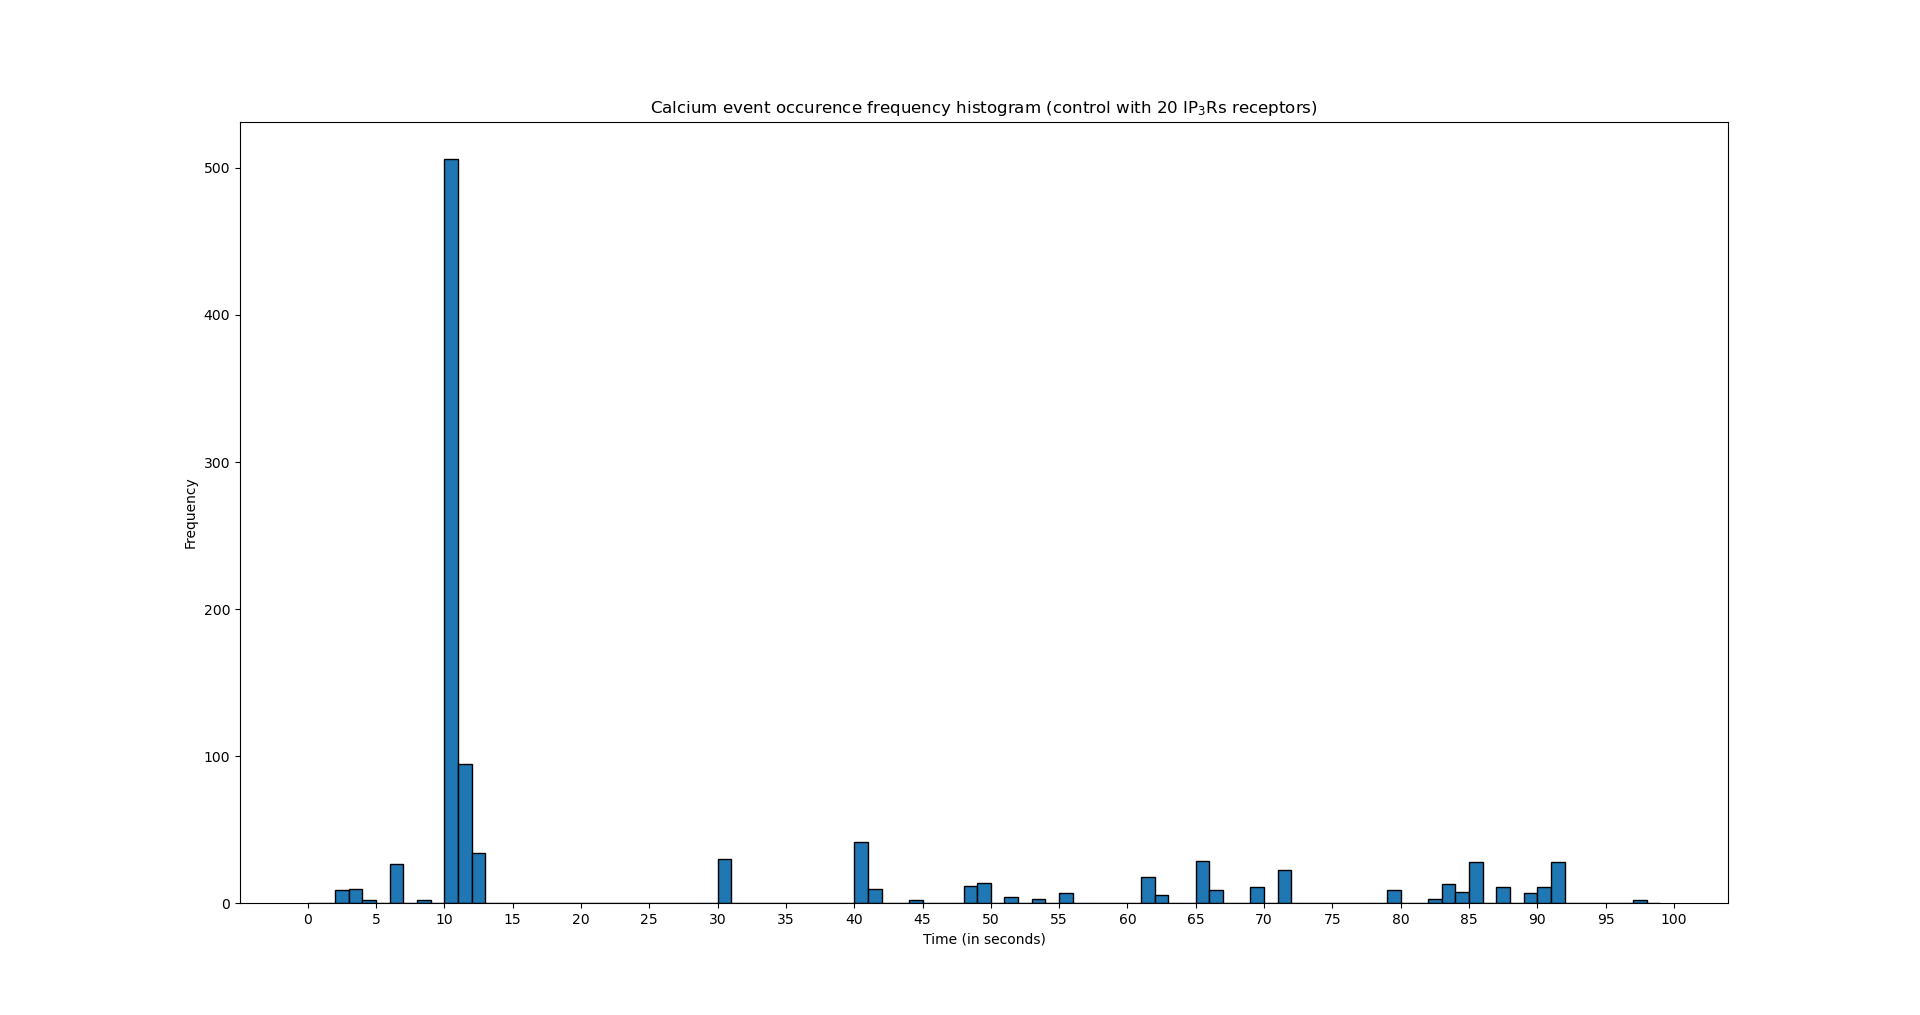 Calcium event occurence frequency histogram (control with 20 IP₃Rs receptors)
500
400
300
200
100
0
Frequency
0 5 10 15 20 25 30 35 40 45 50 55 60 65 70 75 80 85 90 95 100
Time (in seconds)